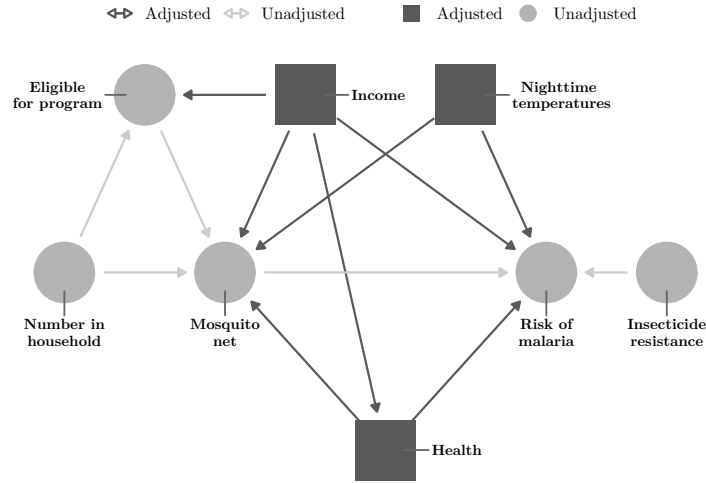 Adjusted Unadjusted Adjusted Unadjusted
Eligible
for program
Income
Nighttime
temperatures
Number in
household
Mosquito
net
Risk of
malaria
Insecticide
resistance
Health